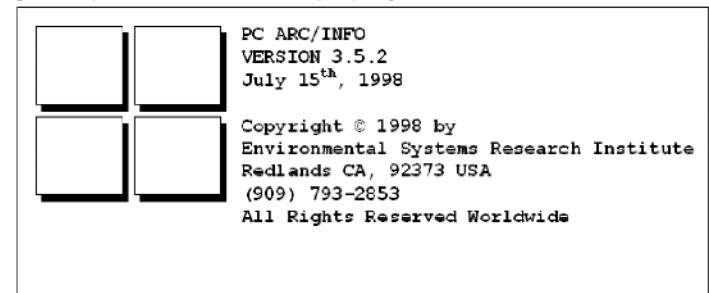 PC ARC/INFO
VERSION 3.5.2
July 15th, 1998
Copyright © 1998 by
Environmental Systems Research Institute
Redlands CA, 92373 USA
(909) 793-2853
All Rights Reserved Worldwide